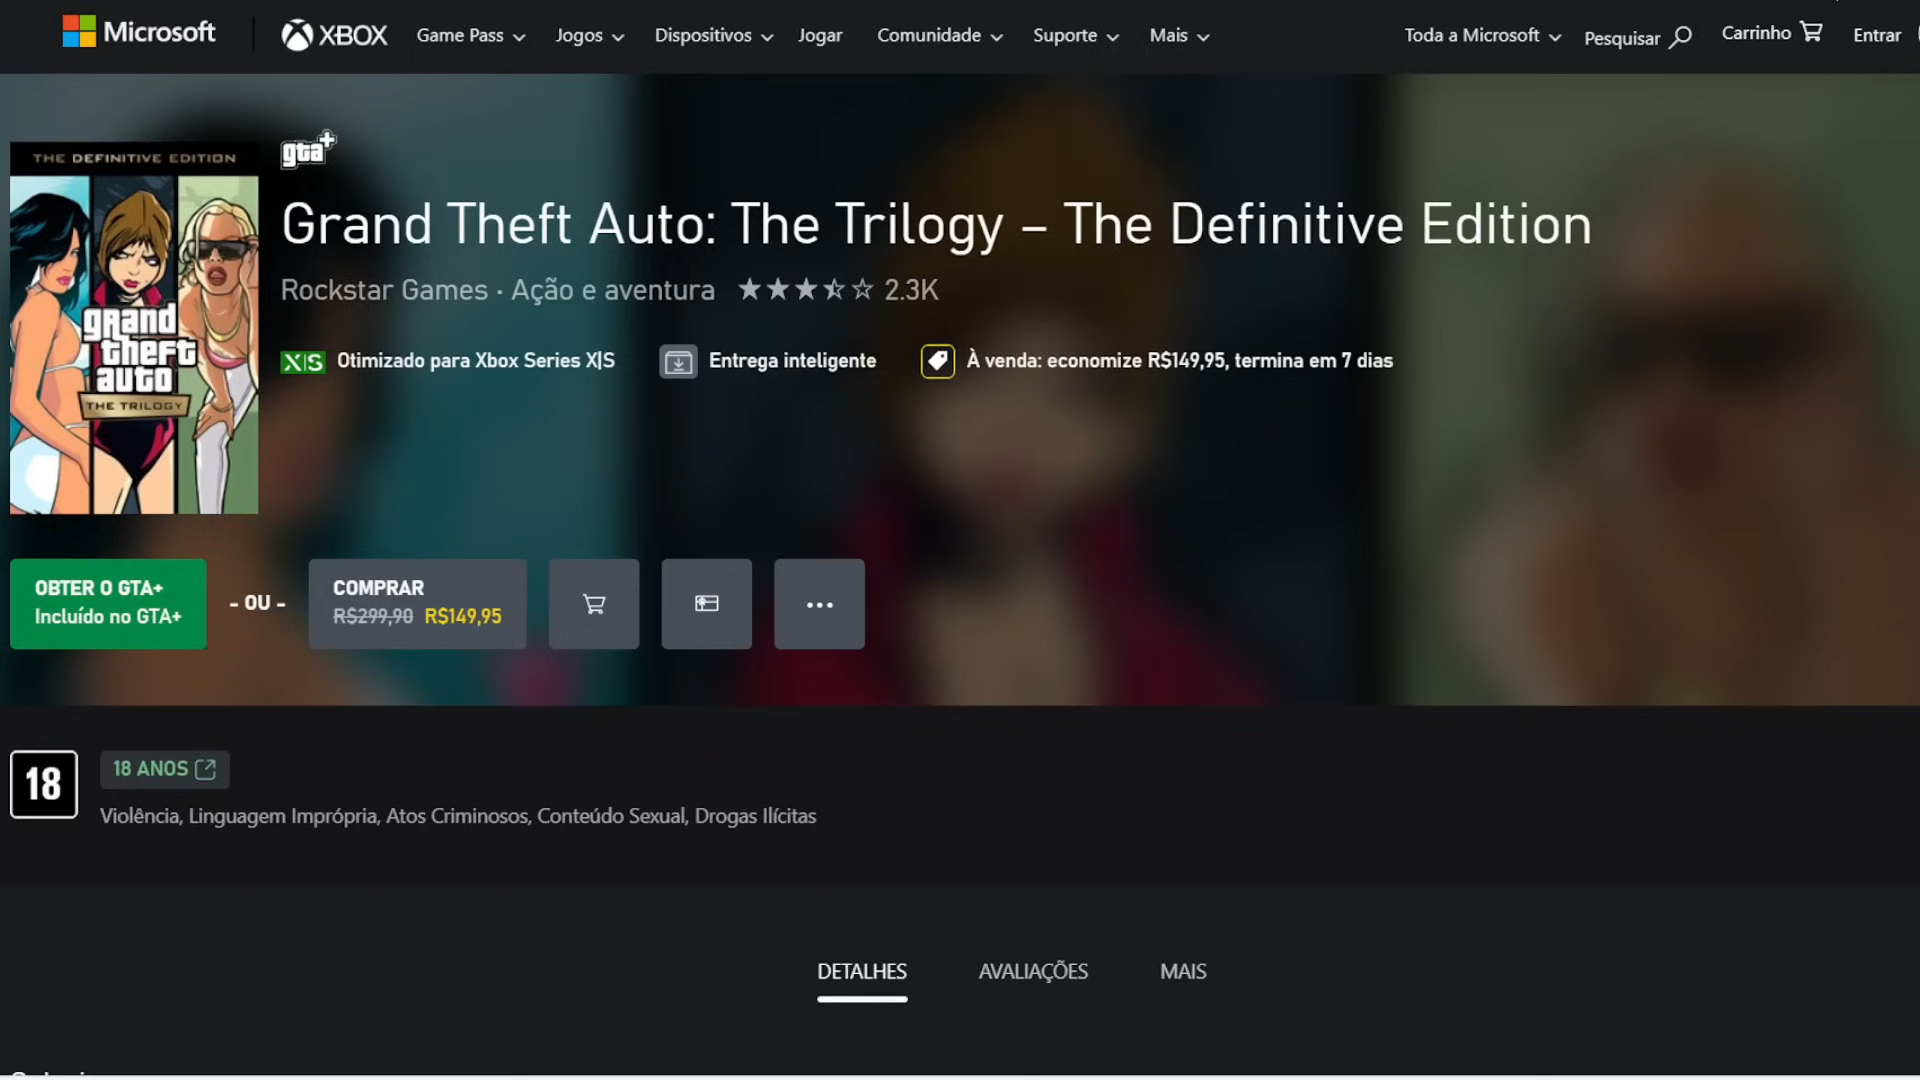 Microsoft
XBOX
Game Pass
Jogos
Dispositivos
Jogar
Comunidade
Suporte
Mais
Toda a Microsoft
Pesquisar
Carrinho
Entrar
THE DEFINITIVE EDITION
grand
theft
auto
THE TRILOGY
gta+
Grand Theft Auto: The Trilogy – The Definitive Edition
Rockstar Games · Ação e aventura 2.3K
X|S Otimizado para Xbox Series X|S
Entrega inteligente
À venda: economize R$149,95, termina em 7 dias
OBTER O GTA+
Incluído no GTA+
- OU -
COMPRAR
R$299,90 R$149,95
18
18 ANOS
Violência, Linguagem Imprópria, Atos Criminosos, Conteúdo Sexual, Drogas Ilícitas
DETALHES
AVALIAÇÕES
MAIS